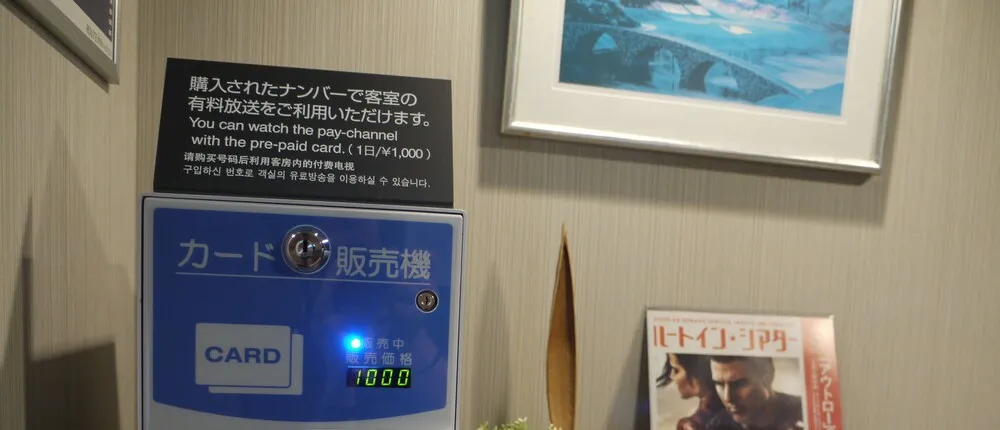 購入されたナンバーで客室の
有料放送をご利用いただけます。
You can watch the pay-channel
with the pre-paid card.（1日/¥1,000）
请购买号码后利用客房内的付费电视
구입하신 번호로 객실의 유료방송을 이용하실 수 있습니다.
カード販売機
CARD
販売中
販売価格
1000
ルートイン・シアター
アウトロー